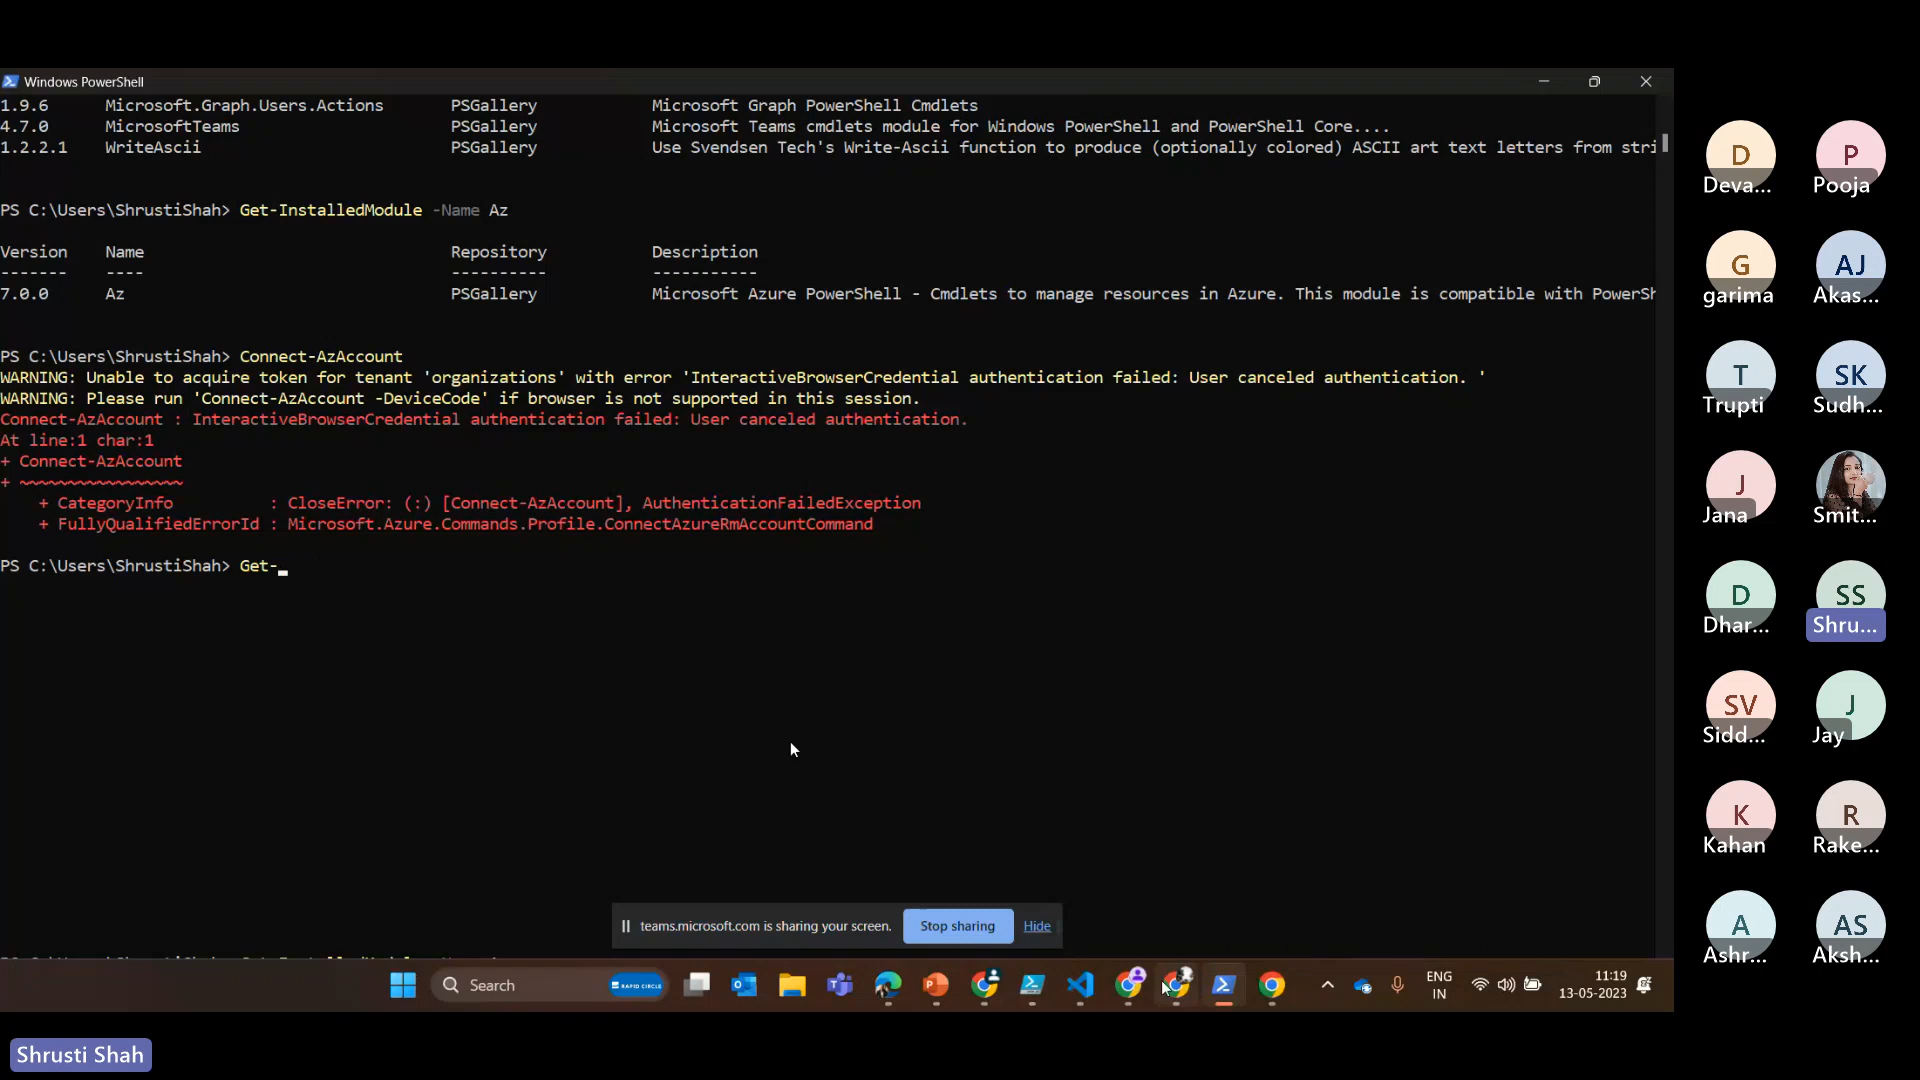 Windows PowerShell
1.9.6 Microsoft.Graph.Users.Actions PSGallery Microsoft Graph PowerShell Cmdlets
4.7.0 MicrosoftTeams PSGallery Microsoft Teams cmdlets module for Windows PowerShell and PowerShell Core....
1.2.2.1 WriteAscii PSGallery Use Svendsen Tech's Write-Ascii function to produce (optionally colored) ASCII art text letters from stri
PS C:\Users\ShrustiShah> Get-InstalledModule -Name Az
Version Name Repository Description
------- ---- ---------- -----------
7.0.0 Az PSGallery Microsoft Azure PowerShell - Cmdlets to manage resources in Azure. This module is compatible with PowerSh
PS C:\Users\ShrustiShah> Connect-AzAccount
WARNING: Unable to acquire token for tenant 'organizations' with error 'InteractiveBrowserCredential authentication failed: User canceled authentication. '
WARNING: Please run 'Connect-AzAccount -DeviceCode' if browser is not supported in this session.
Connect-AzAccount : InteractiveBrowserCredential authentication failed: User canceled authentication.
At line:1 char:1
+ Connect-AzAccount
+ ~~~~~~~~~~~~~~~~~
+ CategoryInfo : CloseError: (:) [Connect-AzAccount], AuthenticationFailedException
+ FullyQualifiedErrorId : Microsoft.Azure.Commands.Profile.ConnectAzureRmAccountCommand
PS C:\Users\ShrustiShah> Get-_
teams.microsoft.com is sharing your screen. Stop sharing Hide
Search
RAPID CIRCLE
ENG
IN
11:19
13-05-2023
D P
Deva... Pooja
G AJ
garima Akas...
T SK
Trupti Sudh...
J
Jana Smit...
D SS
Dhar... Shru...
SV J
Sidd... Jay
K R
Kahan Rake...
A AS
Ashr... Aksh...
Shrusti Shah